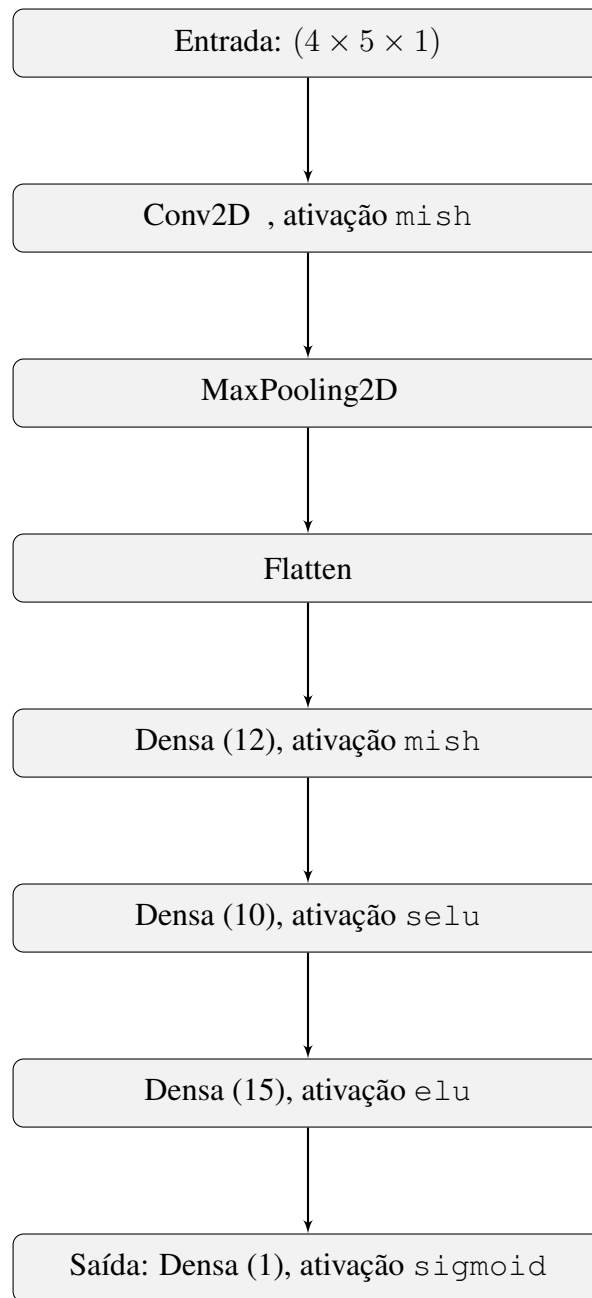 Entrada: (4 × 5 × 1)
Conv2D , ativação mish
MaxPooling2D
Flatten
Densa (12), ativação mish
Densa (10), ativação selu
Densa (15), ativação elu
Saída: Densa (1), ativação sigmoid